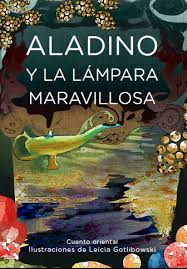 ALADINO
Y LA LÁMPARA
MARAVILLOSA
Cuento oriental
Ilustraciones de Leicia Gotlibowski